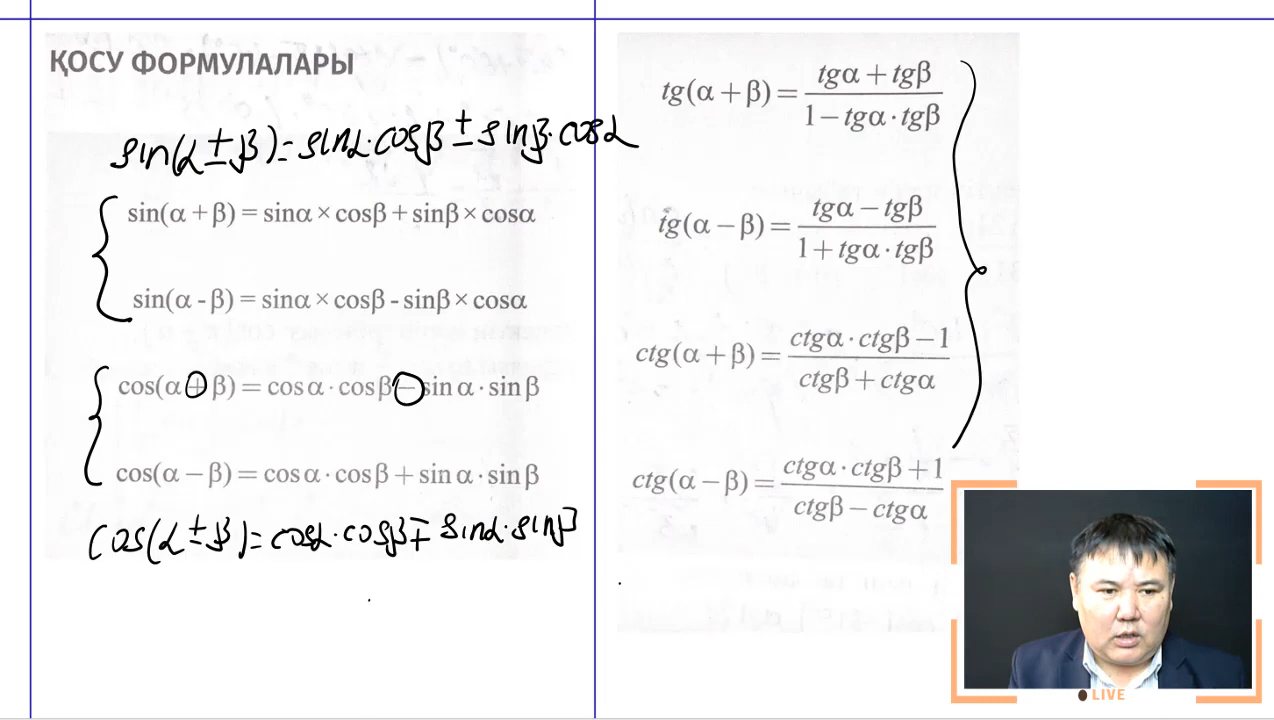 ҚОСУ ФОРМУЛАЛАРЫ
sin(α ± β) = sinα · cosβ ± sinβ · cosα
sin(α + β) = sinα × cosβ + sinβ × cosα
sin(α - β) = sinα × cosβ - sinβ × cosα
cos(α + β) = cos α · cos β − sin α · sin β
cos(α − β) = cos α · cos β + sin α · sin β
cos(α ± β) = cosα · cosβ ∓ sinα · sinβ
tg(α + β) = (tgα + tgβ) / (1 − tgα · tgβ)
tg(α − β) = (tgα − tgβ) / (1 + tgα · tgβ)
ctg(α + β) = (ctgα · ctgβ − 1) / (ctgβ + ctgα)
ctg(α − β) = (ctgα · ctgβ + 1) / (ctgβ − ctgα)
LIVE